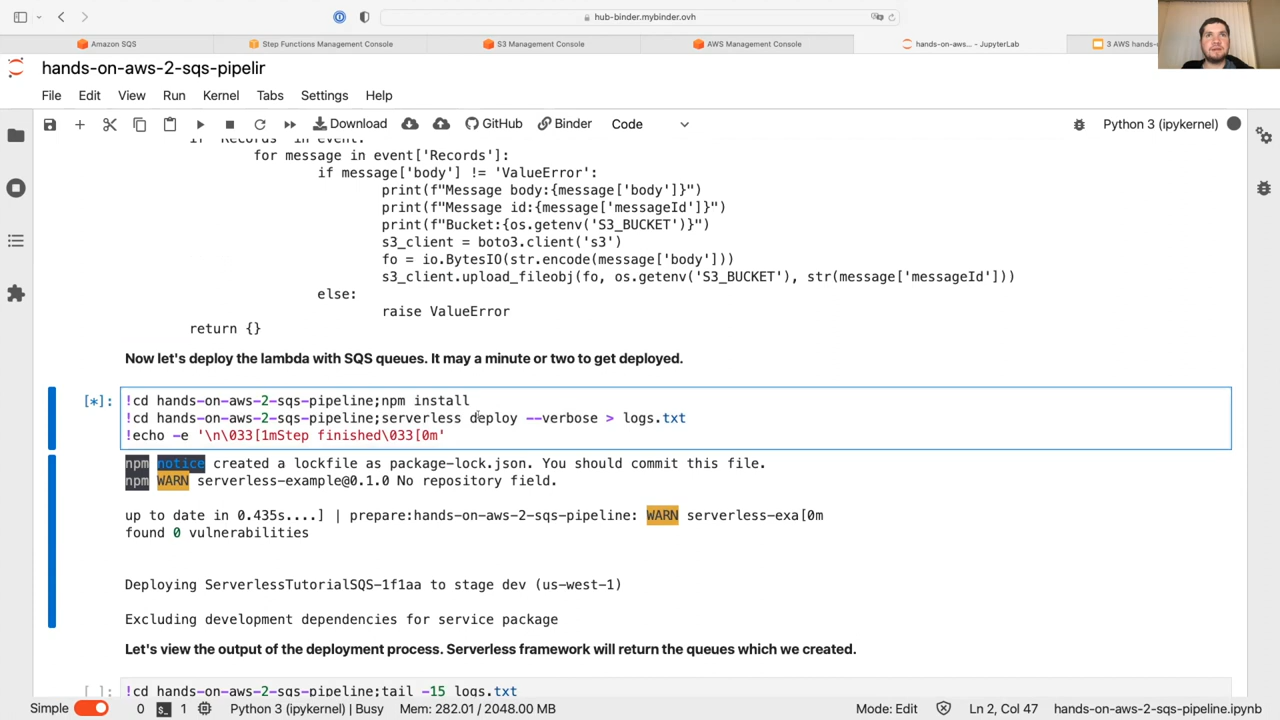 hub-binder.mybinder.ovh
Amazon SQS
Step Functions Management Console
S3 Management Console
AWS Management Console
hands-on-aws... - JupyterLab
3 AWS hands-
hands-on-aws-2-sqs-pipelir
File Edit View Run Kernel Tabs Settings Help
Download GitHub Binder Code Python 3 (ipykernel)
if 'Records' in event:
for message in event['Records']:
if message['body'] != 'ValueError':
print(f"Message body:{message['body']}")
print(f"Message id:{message['messageId']}")
print(f"Bucket:{os.getenv('S3_BUCKET')}")
s3_client = boto3.client('s3')
fo = io.BytesIO(str.encode(message['body']))
s3_client.upload_fileobj(fo, os.getenv('S3_BUCKET'), str(message['messageId']))
else:
raise ValueError
return {}
Now let's deploy the lambda with SQS queues. It may a minute or two to get deployed.
[*]: !cd hands-on-aws-2-sqs-pipeline;npm install
!cd hands-on-aws-2-sqs-pipeline;serverless deploy --verbose > logs.txt
!echo -e '\n\033[1mStep finished\033[0m'
npm notice created a lockfile as package-lock.json. You should commit this file.
npm WARN serverless-example@0.1.0 No repository field.
up to date in 0.435s....] | prepare:hands-on-aws-2-sqs-pipeline: WARN serverless-exa[0m
found 0 vulnerabilities
Deploying ServerlessTutorialSQS-1f1aa to stage dev (us-west-1)
Excluding development dependencies for service package
Let's view the output of the deployment process. Serverless framework will return the queues which we created.
[ ]: !cd hands-on-aws-2-sqs-pipeline;tail -15 logs.txt
Simple 0 1 Python 3 (ipykernel) | Busy Mem: 282.01 / 2048.00 MB Mode: Edit Ln 2, Col 47 hands-on-aws-2-sqs-pipeline.ipynb